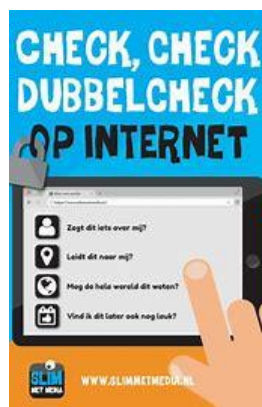 CHECK, CHECK
DUBBELCHECK
OP INTERNET
Zegt dit iets over mij?
Leidt dit naar mij?
Mag de hele wereld dit weten?
Vind ik dit later ook nog leuk?
SLIM
MET MEDIA
WWW.SLIMMETMEDIA.NL